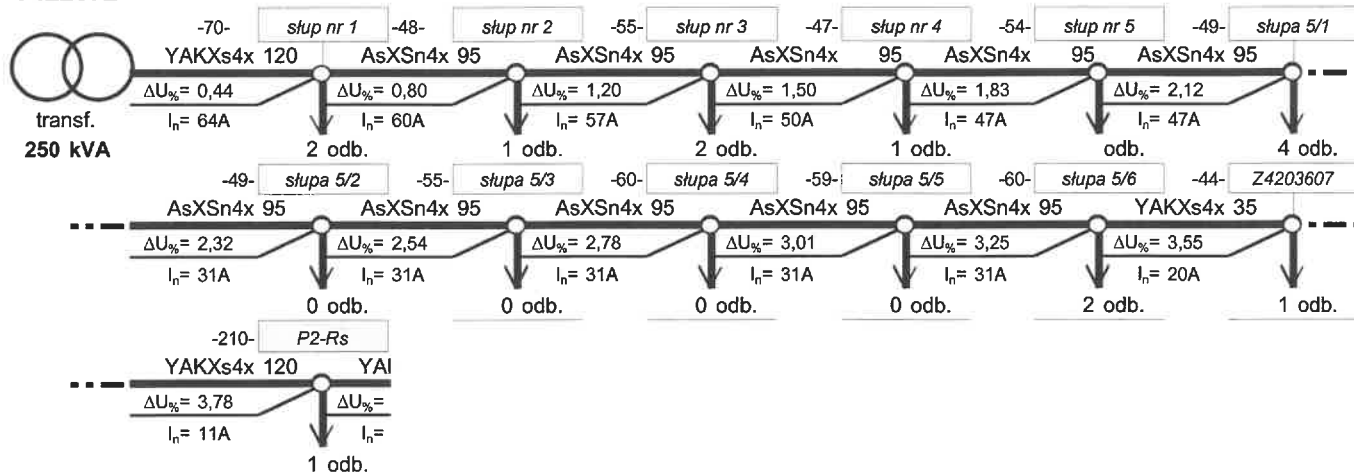 -70- słup nr 1 -48- słup nr 2 -55- słup nr 3 -47- słup nr 4 -54- słup nr 5 -49- słupa 5/1
YAKXs4x 120 AsXSn4x 95 AsXSn4x 95 AsXSn4x 95 AsXSn4x 95 AsXSn4x 95
ΔU%= 0,44 ΔU%= 0,80 ΔU%= 1,20 ΔU%= 1,50 ΔU%= 1,83 ΔU%= 2,12
transf. In= 64A In= 60A In= 57A In= 50A In= 47A In= 47A
250 kVA 2 odb. 1 odb. 2 odb. 1 odb. odb. 4 odb.
-49- słupa 5/2 -55- słupa 5/3 -60- słupa 5/4 -59- słupa 5/5 -60- słupa 5/6 -44- Z4203607
AsXSn4x 95 AsXSn4x 95 AsXSn4x 95 AsXSn4x 95 AsXSn4x 95 YAKXs4x 35
ΔU%= 2,32 ΔU%= 2,54 ΔU%= 2,78 ΔU%= 3,01 ΔU%= 3,25 ΔU%= 3,55
In= 31A In= 31A In= 31A In= 31A In= 31A In= 20A
0 odb. 0 odb. 0 odb. 0 odb. 2 odb. 1 odb.
-210- P2-Rs
YAKXs4x 120
ΔU%= 3,78 ΔU%=
In= 11A In=
1 odb.